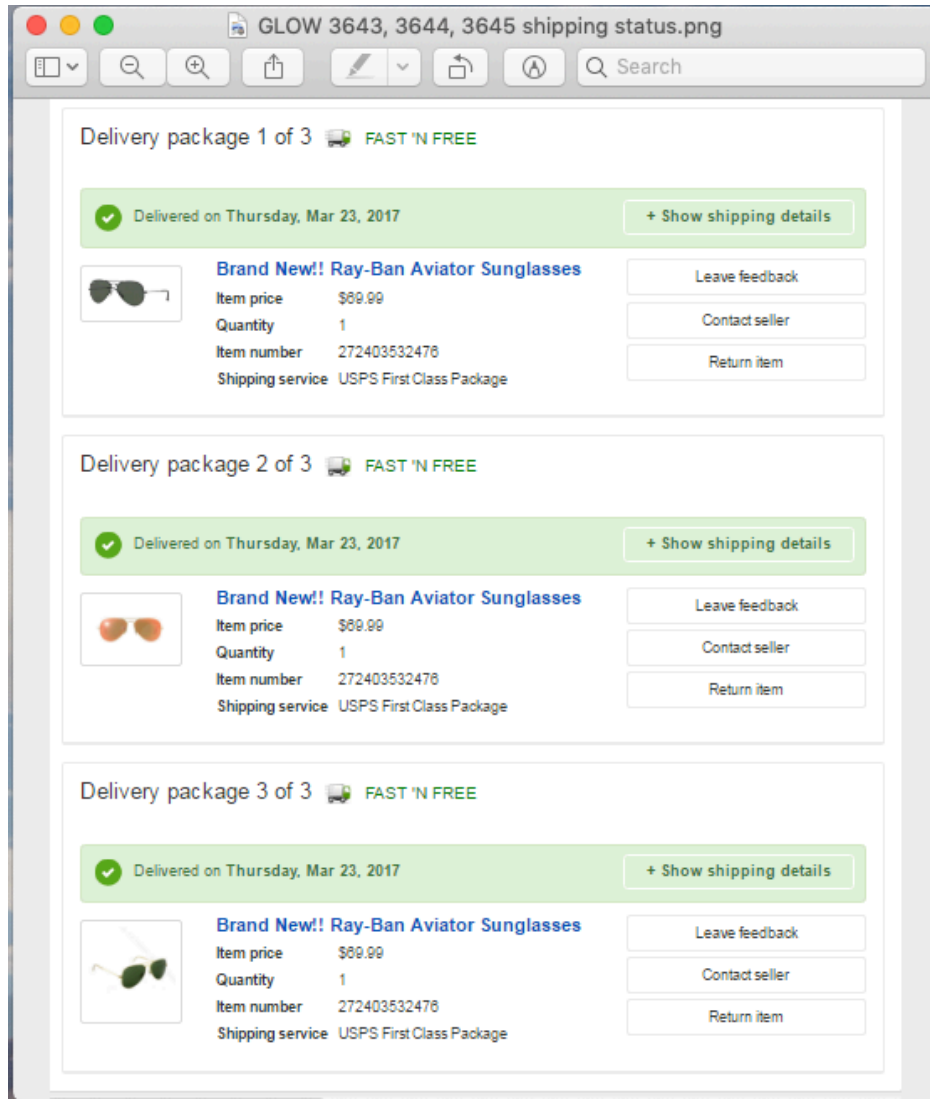 GLOW 3643, 3644, 3645 shipping status.png
Search
Delivery package 1 of 3 FAST 'N FREE
Delivered on Thursday, Mar 23, 2017 + Show shipping details
Brand New!! Ray-Ban Aviator Sunglasses
Leave feedback
Item price $69.99
Quantity 1
Contact seller
Item number 272403532476
Return item
Shipping service USPS First Class Package
Delivery package 2 of 3 FAST 'N FREE
Delivered on Thursday, Mar 23, 2017 + Show shipping details
Brand New!! Ray-Ban Aviator Sunglasses
Leave feedback
Item price $69.99
Quantity 1
Contact seller
Item number 272403532476
Return item
Shipping service USPS First Class Package
Delivery package 3 of 3 FAST 'N FREE
Delivered on Thursday, Mar 23, 2017 + Show shipping details
Brand New!! Ray-Ban Aviator Sunglasses
Leave feedback
Item price $69.99
Quantity 1
Contact seller
Item number 272403532476
Return item
Shipping service USPS First Class Package